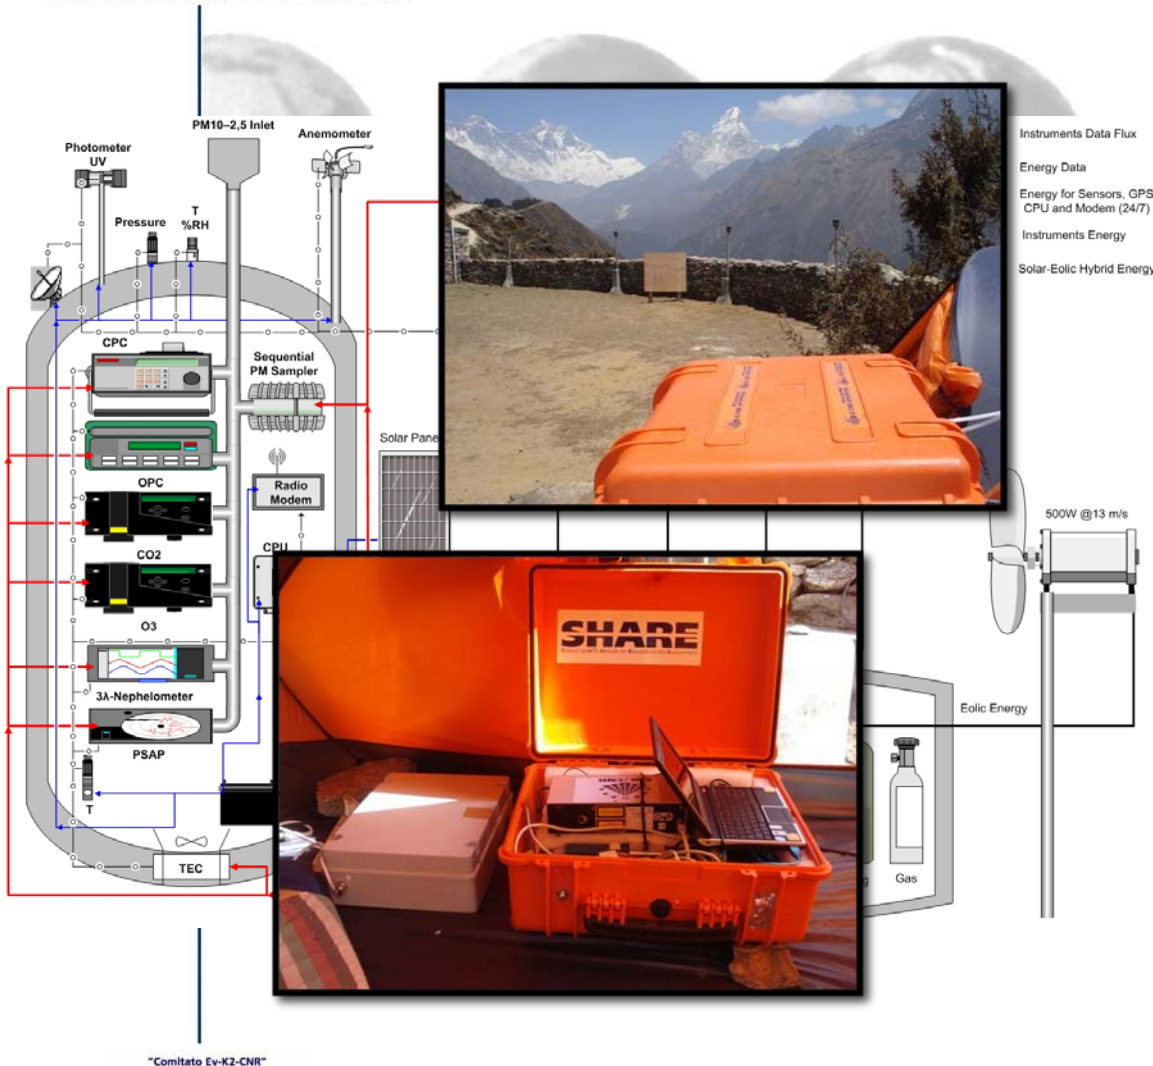 PM10–2,5 Inlet
Anemometer
Photometer
UV
Pressure
T
%RH
Instruments Data Flux
Energy Data
Energy for Sensors, GPS
CPU and Modem (24/7)
Instruments Energy
Solar-Eolic Hybrid Energy
CPC
Sequential
PM Sampler
Solar Pane
OPC
Radio
Modem
500W @13 m/s
CO2
CPU
O3
SHARE
3λ-Nephelometer
Eolic Energy
PSAP
T
TEC
g
Gas
"Comitato Ev-K2-CNR"